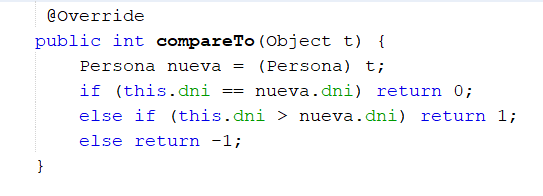 @Override
public int compareTo(Object t) {
Persona nueva = (Persona) t;
if (this.dni == nueva.dni) return 0;
else if (this.dni > nueva.dni) return 1;
else return -1;
}